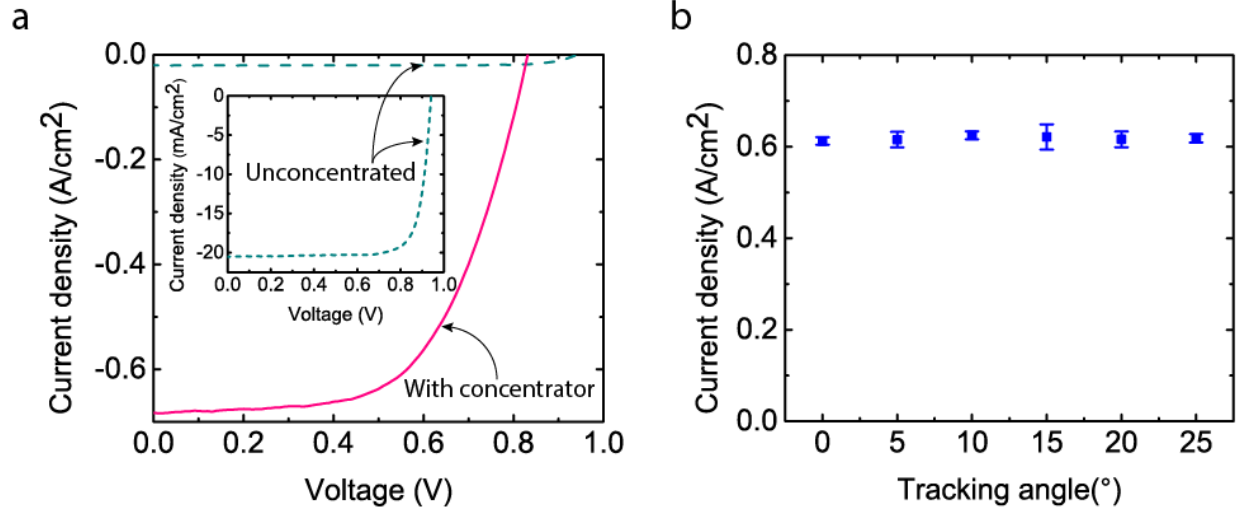 a
Current density (A/cm2)
0.0
-0.2
-0.4
-0.6
0.0 0.2 0.4 0.6 0.8 1.0
Voltage (V)
Current density (mA/cm2)
0
-5
-10
-15
-20
0.0 0.2 0.4 0.6 0.8 1.0
Voltage (V)
Unconcentrated
With concentrator
b
Current density (A/cm2)
0.8
0.6
0.4
0.2
0.0
0 5 10 15 20 25
Tracking angle(°)